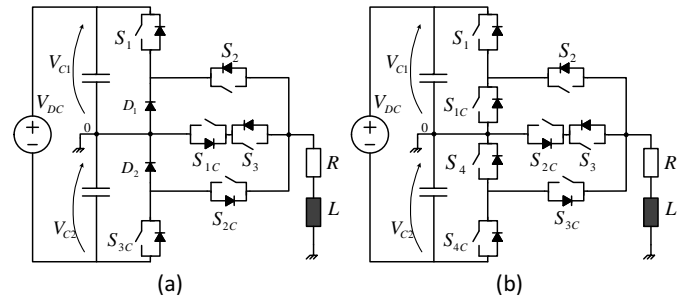 S1
S2
VC1
VDC
D1
0
S1C
S3
D2
R
VC2
S2C
L
S3C
(a)
S1
S2
VC1
VDC
S1C
0
S4
S2C
S3
R
VC2
S3C
L
S4C
(b)